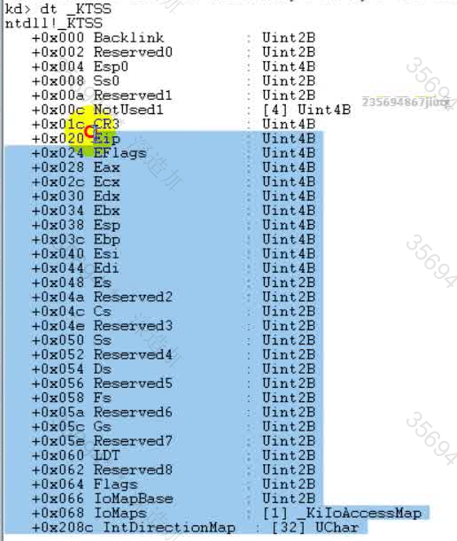 kd> dt _KTSS
ntdll!_KTSS
+0x000 Backlink : Uint2B
+0x002 Reserved0 : Uint2B
+0x004 Esp0 : Uint4B
+0x008 Ss0 : Uint2B
+0x00a Reserved1 : Uint2B
+0x00c NotUsed1 : [4] Uint4B
+0x01c CR3 : Uint4B
+0x020 Eip : Uint4B
+0x024 EFlags : Uint4B
+0x028 Eax : Uint4B
+0x02c Ecx : Uint4B
+0x030 Edx : Uint4B
+0x034 Ebx : Uint4B
+0x038 Esp : Uint4B
+0x03c Ebp : Uint4B
+0x040 Esi : Uint4B
+0x044 Edi : Uint4B
+0x048 Es : Uint2B
+0x04a Reserved2 : Uint2B
+0x04c Cs : Uint2B
+0x04e Reserved3 : Uint2B
+0x050 Ss : Uint2B
+0x052 Reserved4 : Uint2B
+0x054 Ds : Uint2B
+0x056 Reserved5 : Uint2B
+0x058 Fs : Uint2B
+0x05a Reserved6 : Uint2B
+0x05c Gs : Uint2B
+0x05e Reserved7 : Uint2B
+0x060 LDT : Uint2B
+0x062 Reserved8 : Uint2B
+0x064 Flags : Uint2B
+0x066 IoMapBase : Uint2B
+0x068 IoMaps : [1] _KiIoAccessMap
+0x208c IntDirectionMap : [32] UChar
35694
35694
35694